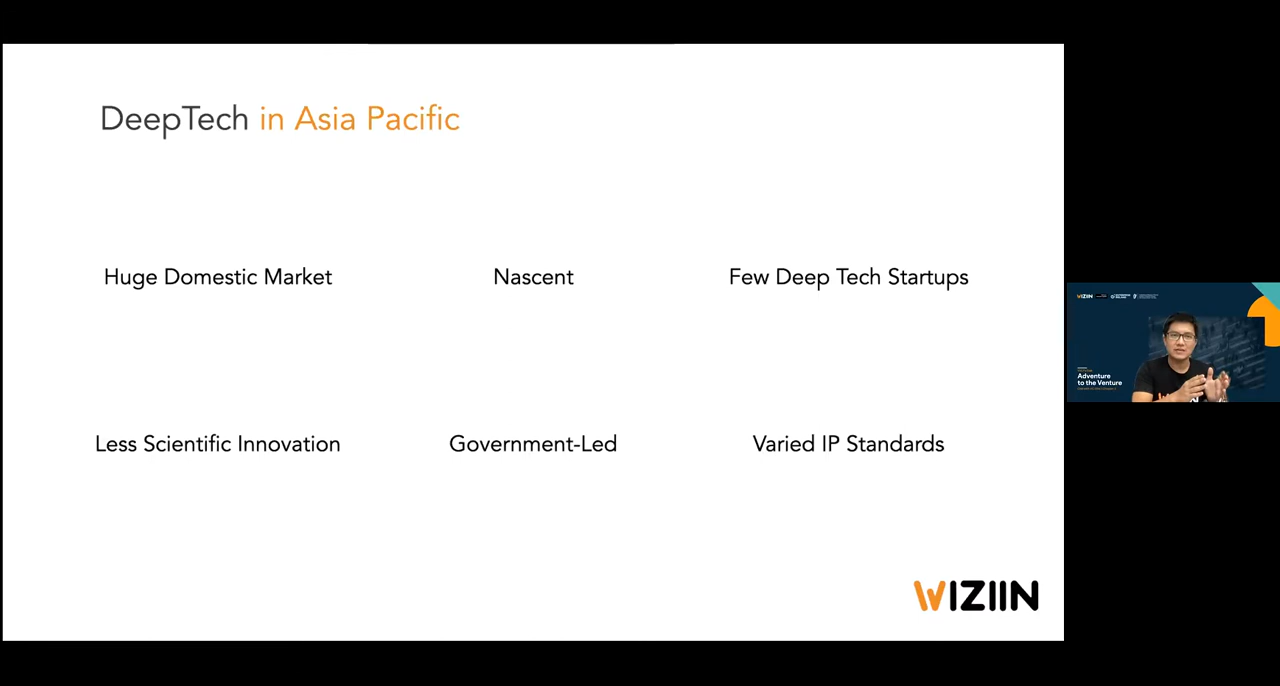 DeepTech in Asia Pacific
Huge Domestic Market
Nascent
Few Deep Tech Startups
Less Scientific Innovation
Government-Led
Varied IP Standards
WIZIIN
WIZIIN
Adventure
to the Venture